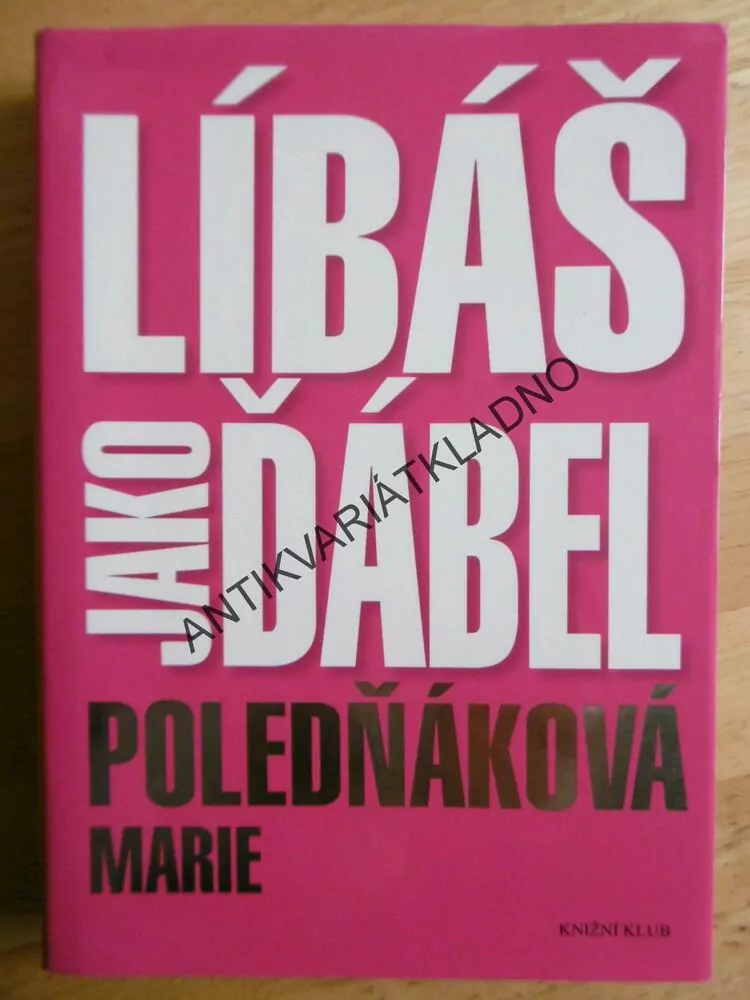 LÍBÁŠ
JAKO
ĎÁBEL
POLEDŇÁKOVÁ
MARIE
KNIŽNÍ KLUB
ANTIKVARIÁTKLADNO